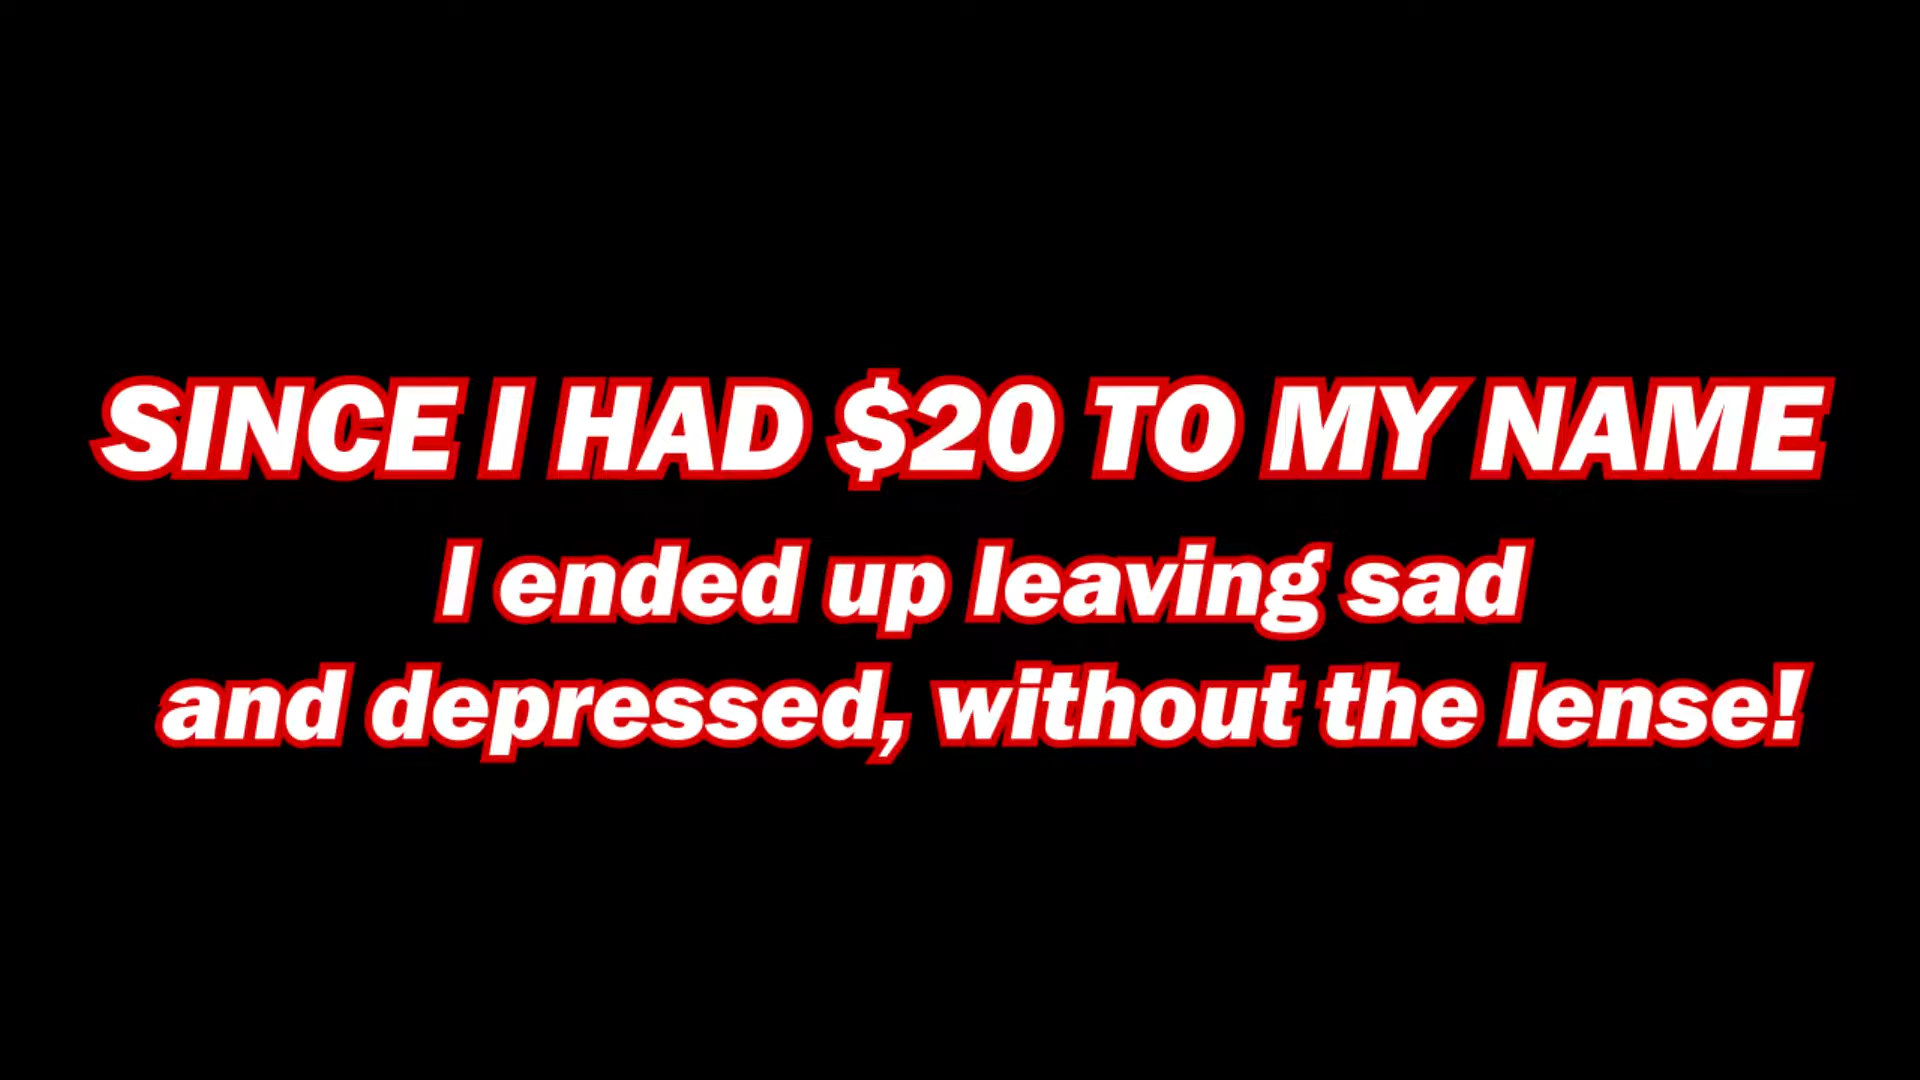 SINCE I HAD $20 TO MY NAME
I ended up leaving sad
and depressed, without the lense!